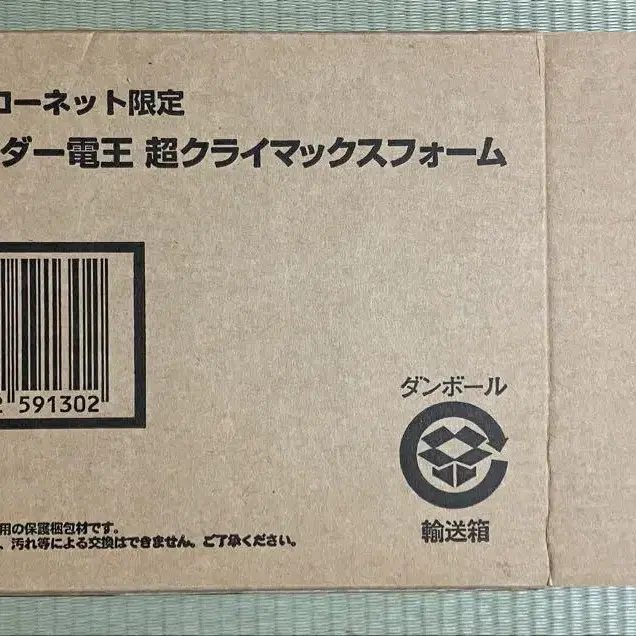 ローネット限定
ダー電王 超クライマックスフォーム
591302
ダンボール
輸送箱
用の保護梱包材です。
、汚れ等による交換はできません。ご了承ください。